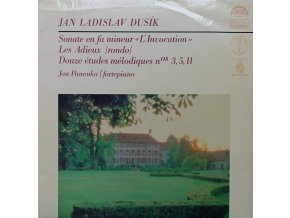 JAN LADISLAV DUSÍK
Sonate en fa mineur «L'Invocation»
Les Adieux [rondo]
Douze études mélodiques nos 3, 5, 11
Jan Panenka [fortepiano